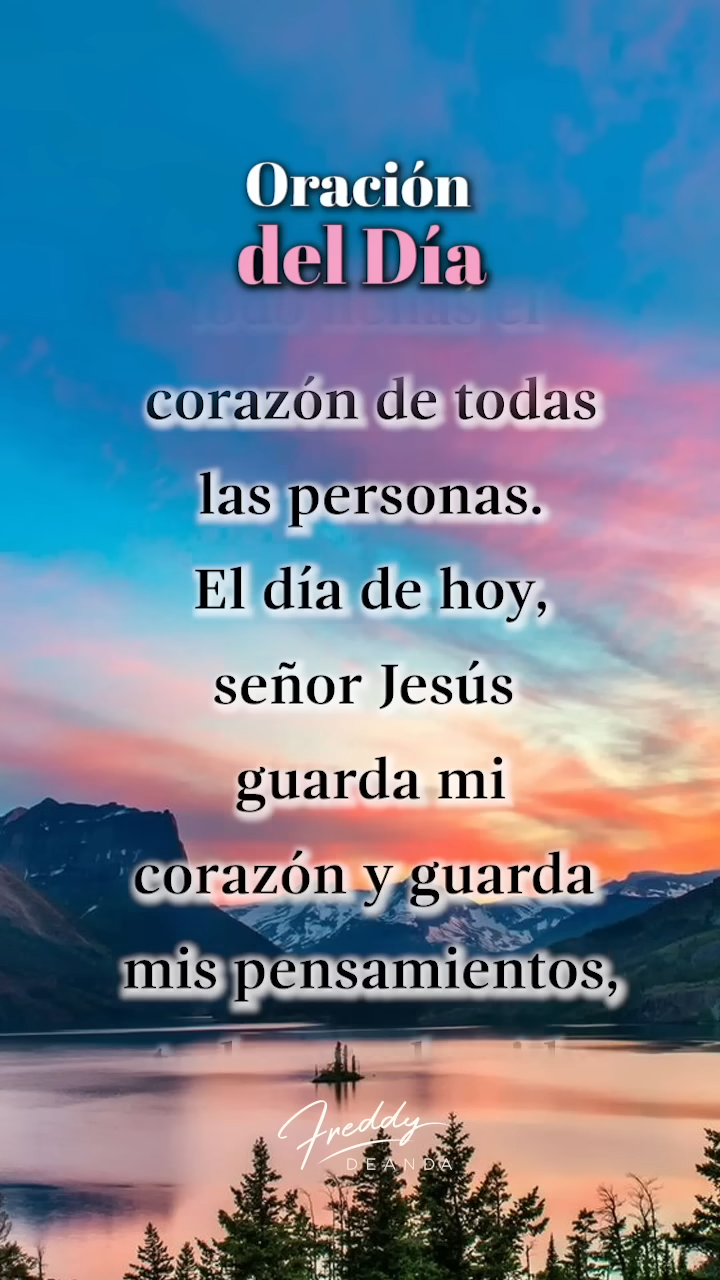 Oración
del Día
corazón de todas
las personas.
El día de hoy,
señor Jesús
guarda mi
corazón y guarda
mis pensamientos,
Freddy
DEANDA